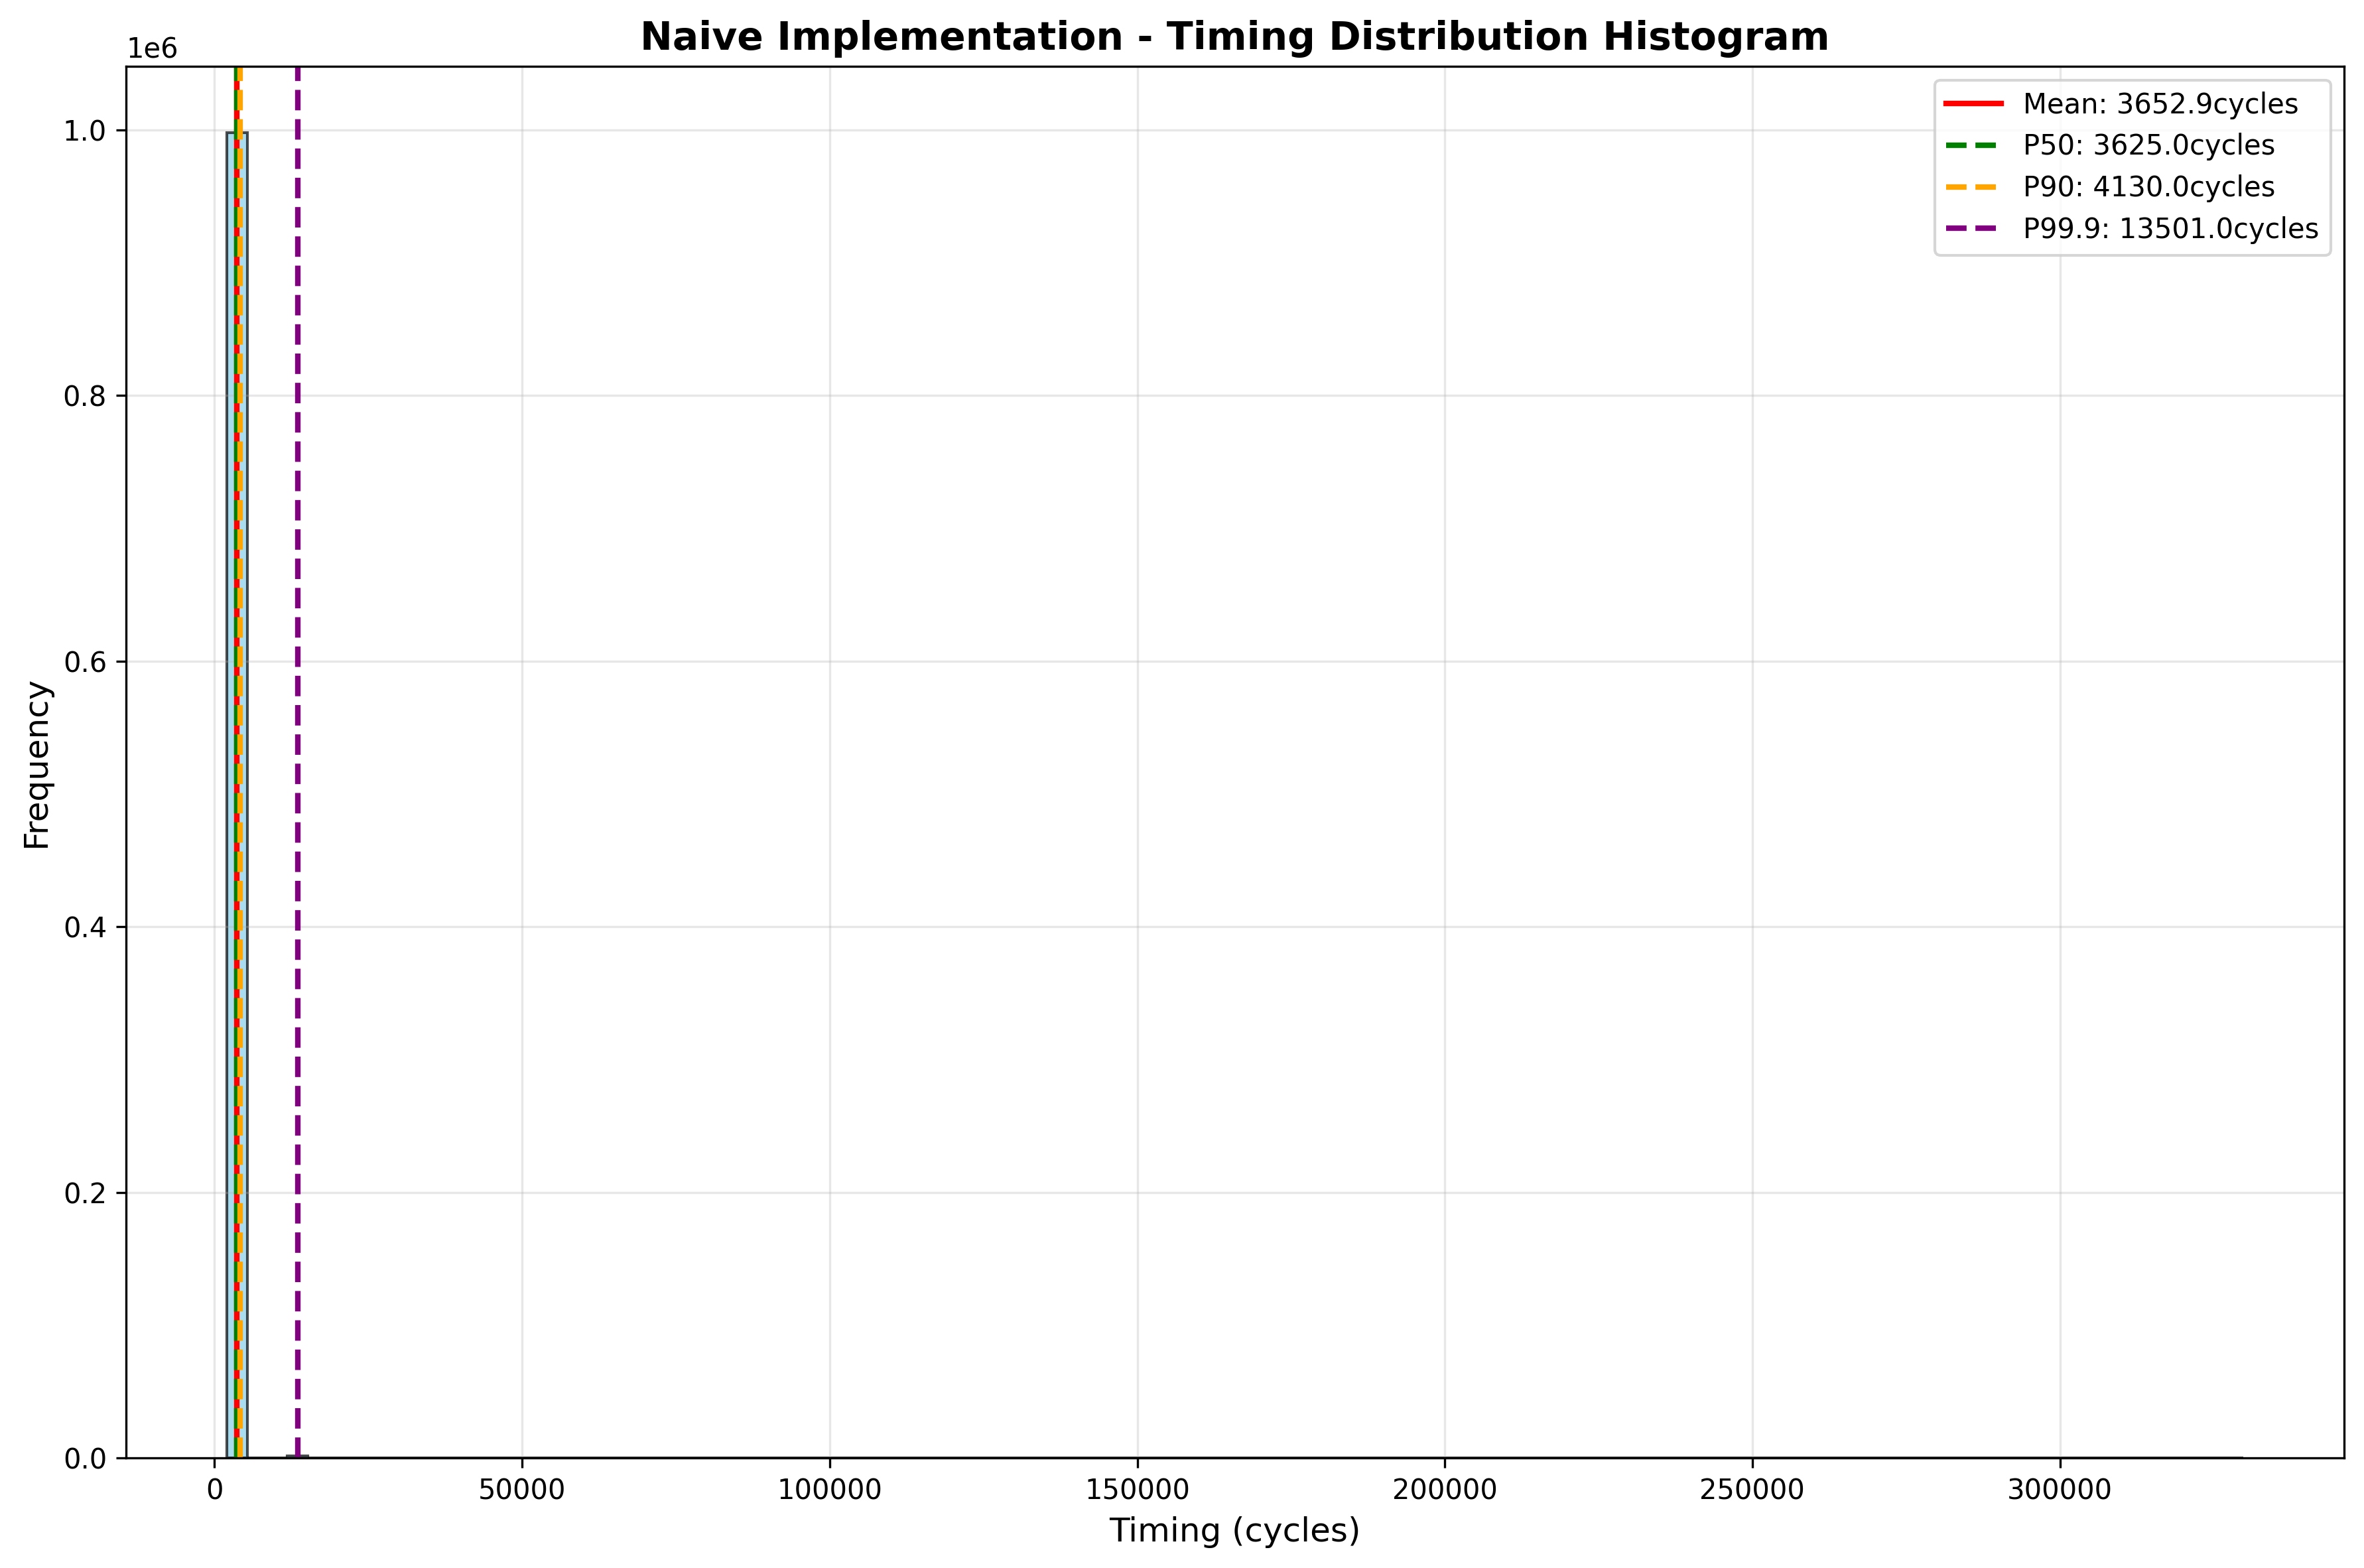 Naive Implementation - Timing Distribution Histogram
1e6
Mean: 3652.9cycles
P50: 3625.0cycles
P90: 4130.0cycles
P99.9: 13501.0cycles
1.0
0.8
0.6
0.4
0.2
0.0
Frequency
0 50000 100000 150000 200000 250000 300000
Timing (cycles)